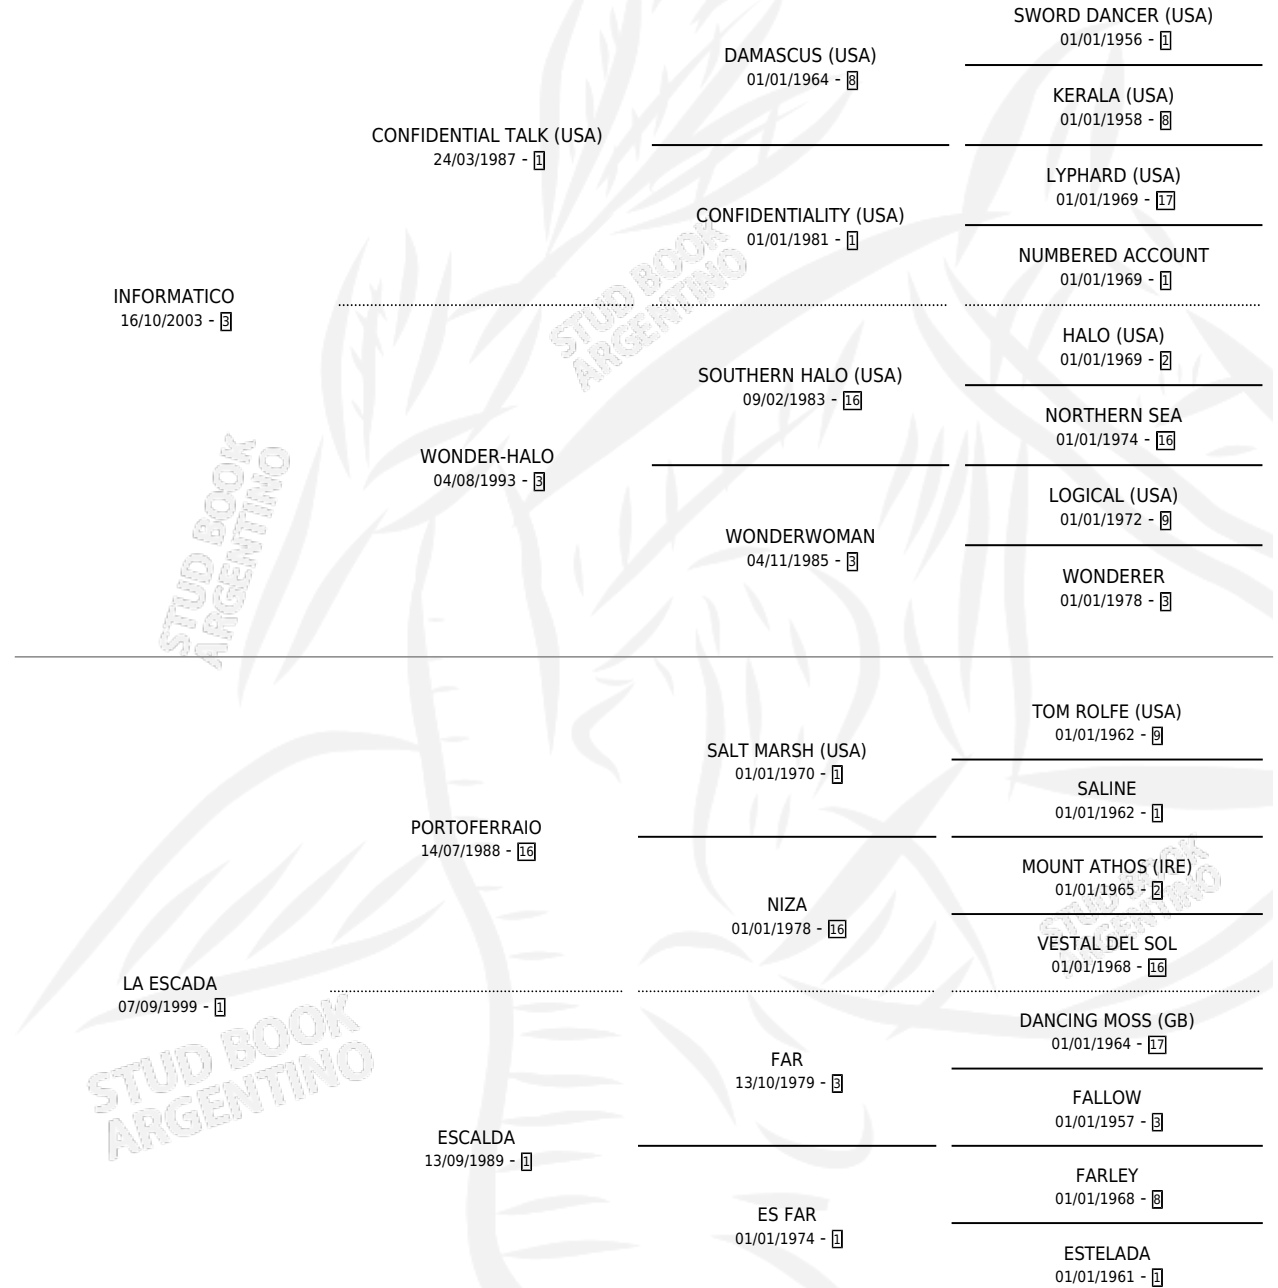 SWORD DANCER (USA)
01/01/1956 - 1
DAMASCUS (USA)
01/01/1964 - 8
KERALA (USA)
01/01/1958 - 8
CONFIDENTIAL TALK (USA)
24/03/1987 - 1
LYPHARD (USA)
01/01/1969 - 17
CONFIDENTIALITY (USA)
01/01/1981 - 1
NUMBERED ACCOUNT
01/01/1969 - 1
INFORMATICO
16/10/2003 - 3
HALO (USA)
01/01/1969 - 2
SOUTHERN HALO (USA)
09/02/1983 - 16
NORTHERN SEA
01/01/1974 - 16
WONDER-HALO
04/08/1993 - 3
LOGICAL (USA)
01/01/1972 - 9
WONDERWOMAN
04/11/1985 - 3
WONDERER
01/01/1978 - 3
TOM ROLFE (USA)
01/01/1962 - 9
SALT MARSH (USA)
01/01/1970 - 1
SALINE
01/01/1962 - 1
PORTOFERRAIO
14/07/1988 - 16
MOUNT ATHOS (IRE)
01/01/1965 - 2
NIZA
01/01/1978 - 16
VESTAL DEL SOL
01/01/1968 - 16
LA ESCADA
07/09/1999 - 1
DANCING MOSS (GB)
01/01/1964 - 17
FAR
13/10/1979 - 3
FALLOW
01/01/1957 - 3
ESCALDA
13/09/1989 - 1
FARLEY
01/01/1968 - 8
ES FAR
01/01/1974 - 1
ESTELADA
01/01/1961 - 1
STUD BOOK
ARGENTINO
STUD BOOK
ARGENTINO
STUD BOOK
ARGENTINO
STUD BOOK
ARGENTINO